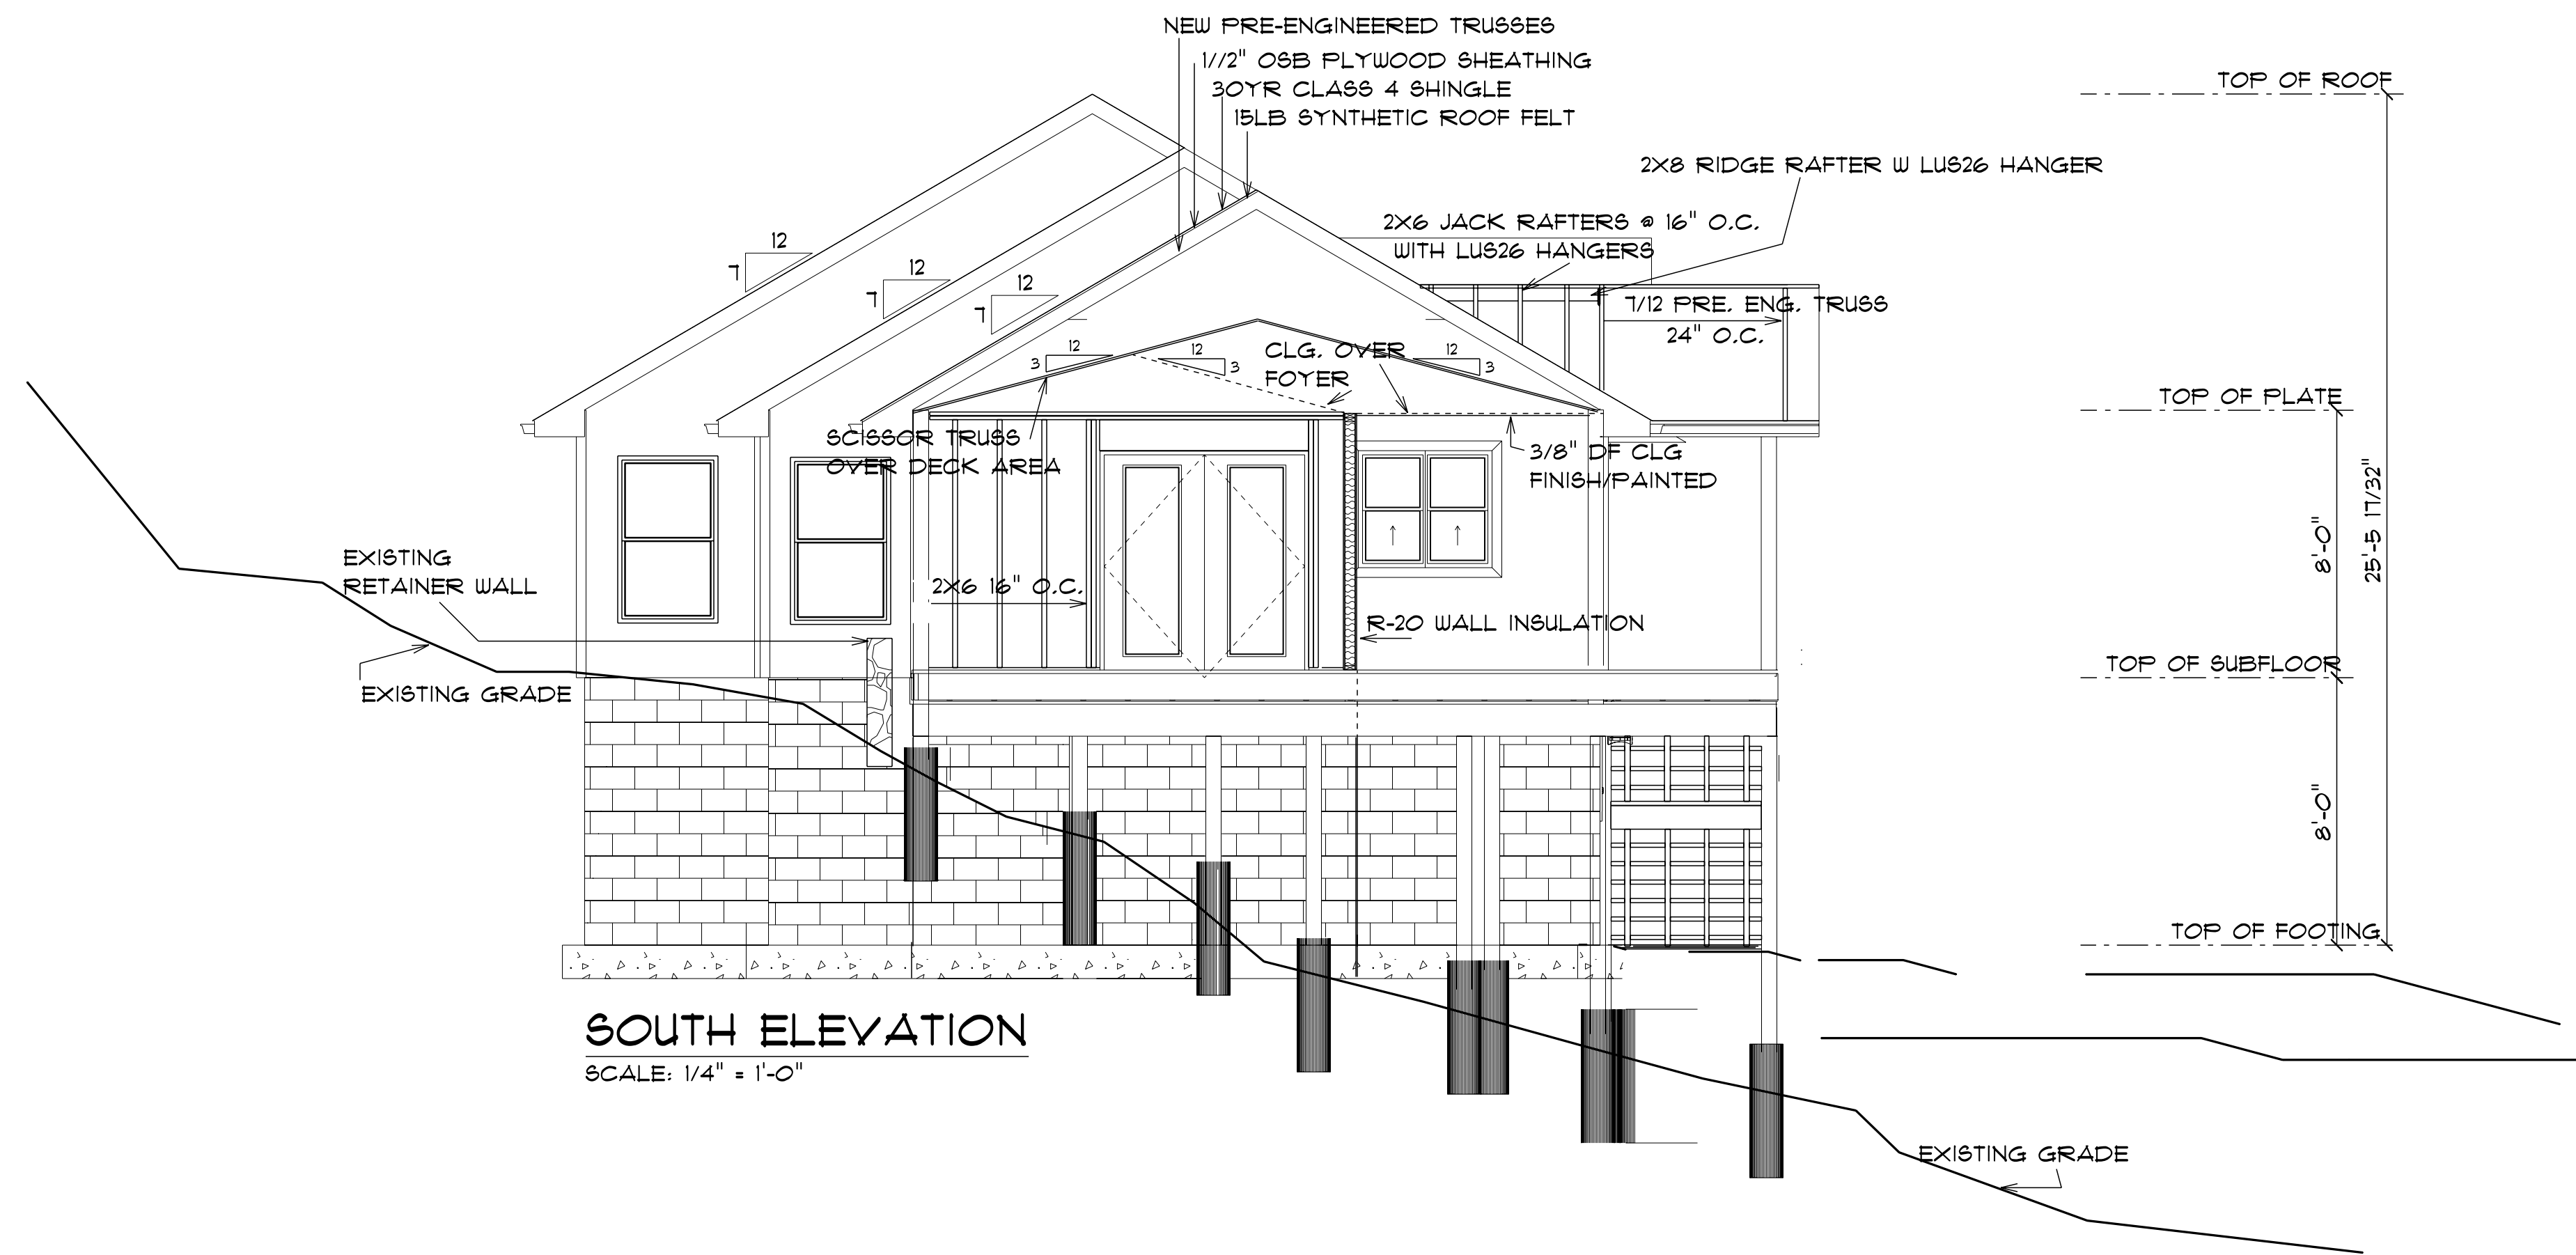 NEW PRE-ENGINEERED TRUSSES
1//2" OSB PLYWOOD SHEATHING
30YR CLASS 4 SHINGLE
15LB SYNTHETIC ROOF FELT
TOP OF ROOF
2X8 RIDGE RAFTER W LUS26 HANGER
2X6 JACK RAFTERS @ 16" O.C.
WITH LUS26 HANGERS
12
7
12
7
12
7
7/12 PRE. ENG. TRUSS
24" O.C.
12
3
12
3
CLG. OVER
FOYER
12
3
TOP OF PLATE
SCISSOR TRUSS
OVER DECK AREA
3/8" DF CLG
FINISH/PAINTED
8'-0"
25'-5 17/32"
EXISTING
RETAINER WALL
2X6 16" O.C.
R-20 WALL INSULATION
EXISTING GRADE
TOP OF SUBFLOOR
8'-0"
TOP OF FOOTING
SOUTH ELEVATION
SCALE: 1/4" = 1'-0"
EXISTING GRADE